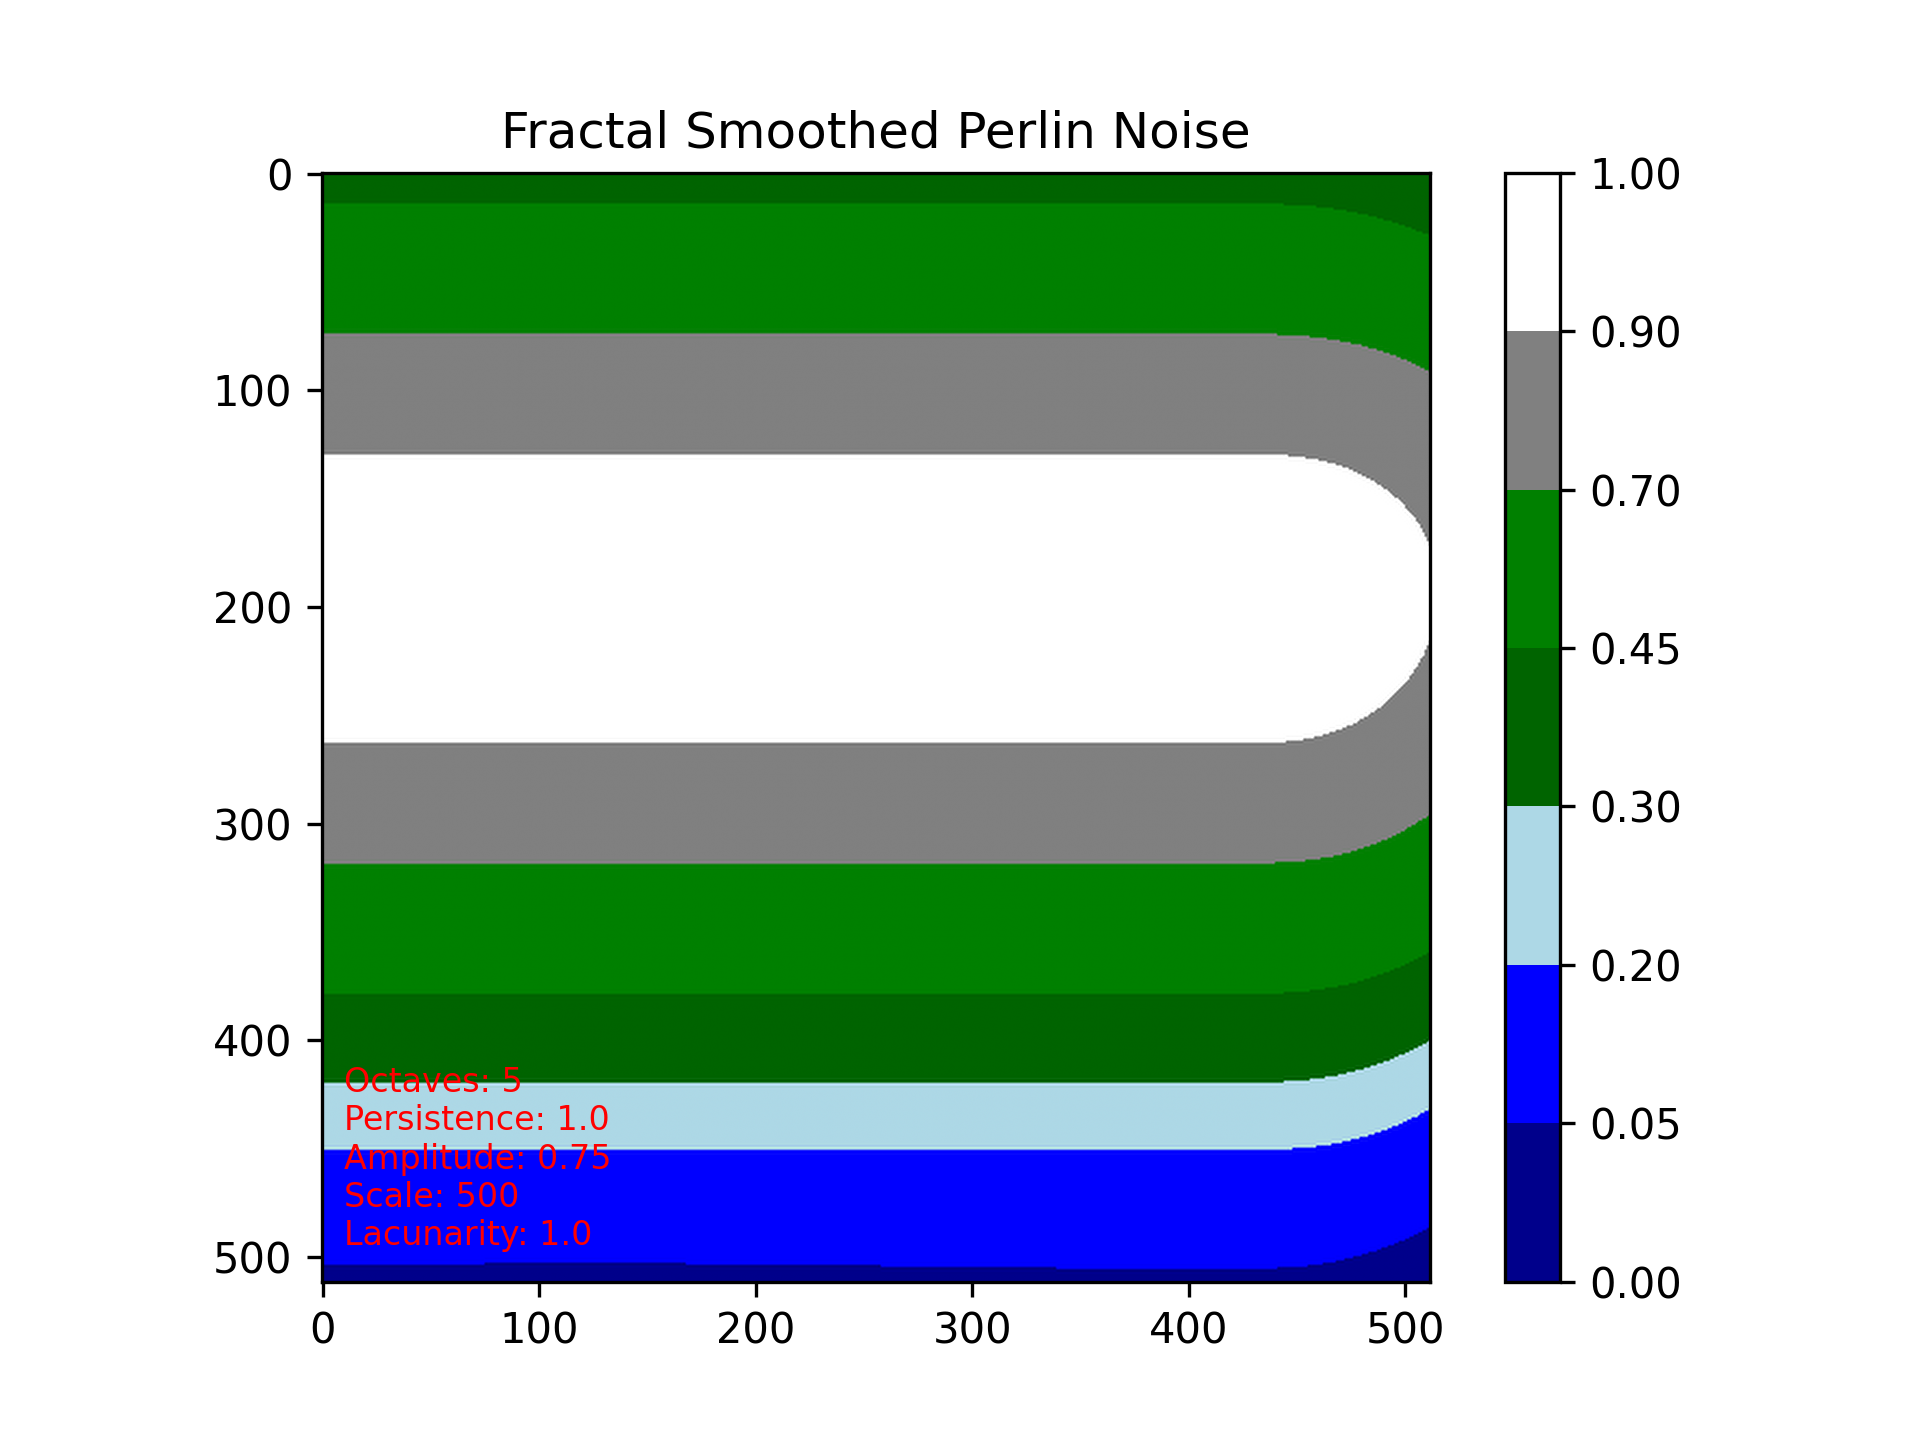 Fractal Smoothed Perlin Noise
0
100
200
300
400
500
Octaves: 5
Persistence: 1.0
Amplitude: 0.75
Scale: 500
Lacunarity: 1.0
0 100 200 300 400 500
1.00
0.90
0.70
0.45
0.30
0.20
0.05
0.00